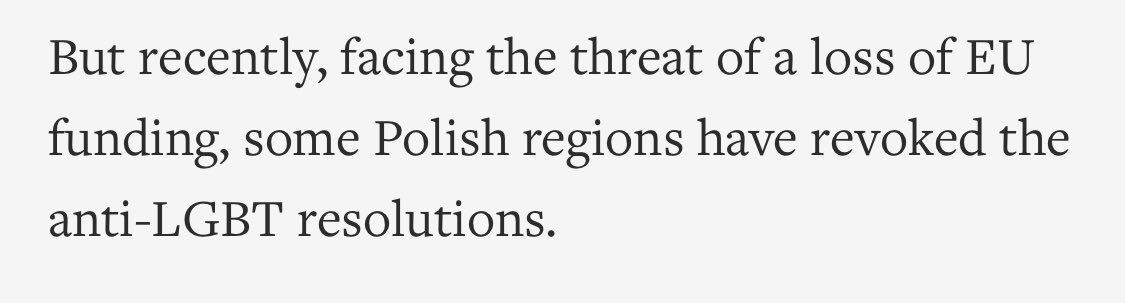 But recently, facing the threat of a loss of EU
funding, some Polish regions have revoked the
anti-LGBT resolutions.